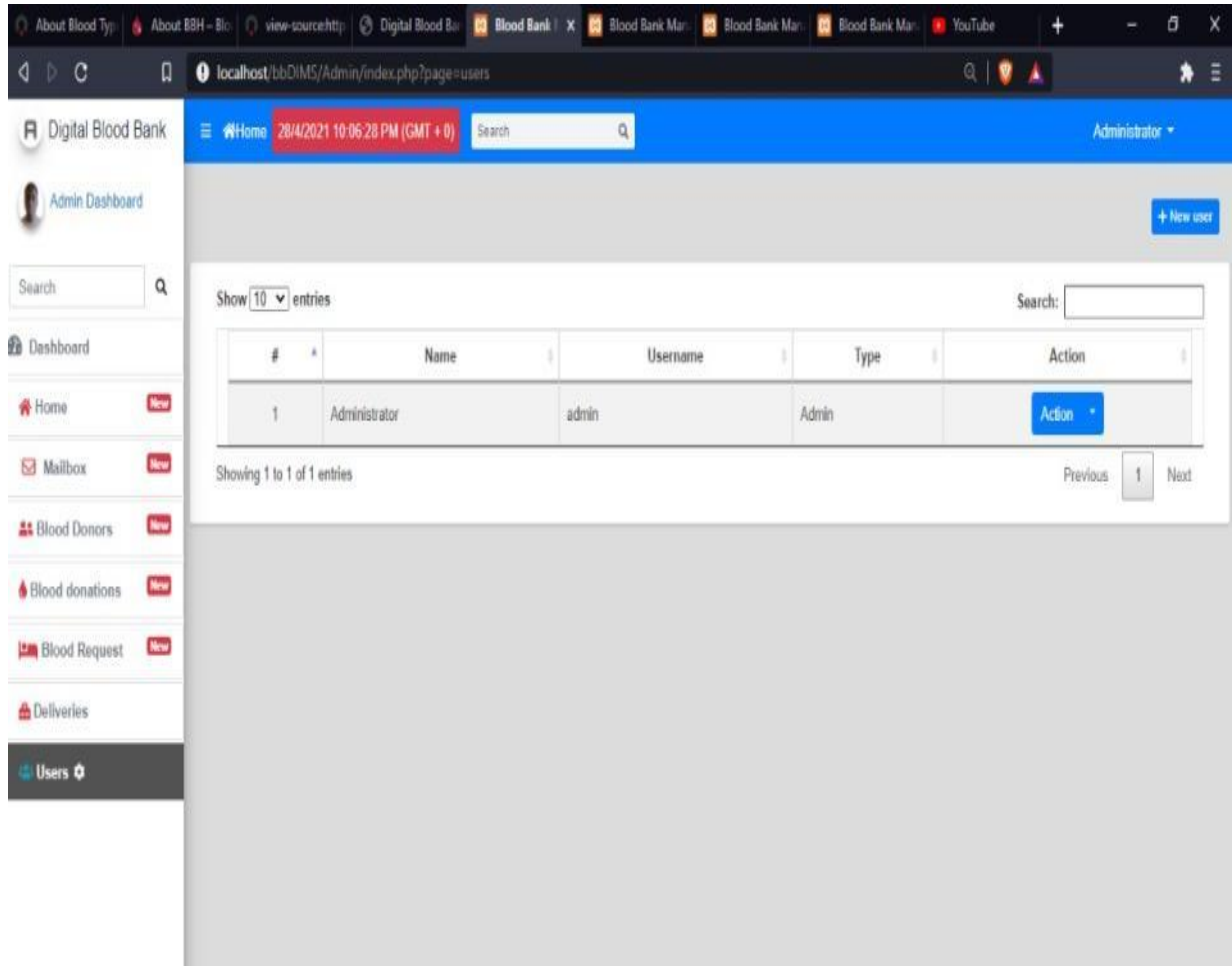 About Blood Typ
About BBH – Blo
view-source:http
Digital Blood Ba
Blood Bank
Blood Bank Man
Blood Bank Man
Blood Bank Man
YouTube
localhost/bbDIMS/Admin/index.php?page=users
Digital Blood Bank
Home 28/4/2021 10:06:28 PM (GMT + 0) Search Administrator
Admin Dashboard
+ New user
Search
Show 10 entries Search:
Dashboard
# Name Username Type Action
Home New
1 Administrator admin Admin Action
Mailbox New
Showing 1 to 1 of 1 entries Previous 1 Next
Blood Donors New
Blood donations New
Blood Request New
Deliveries
Users